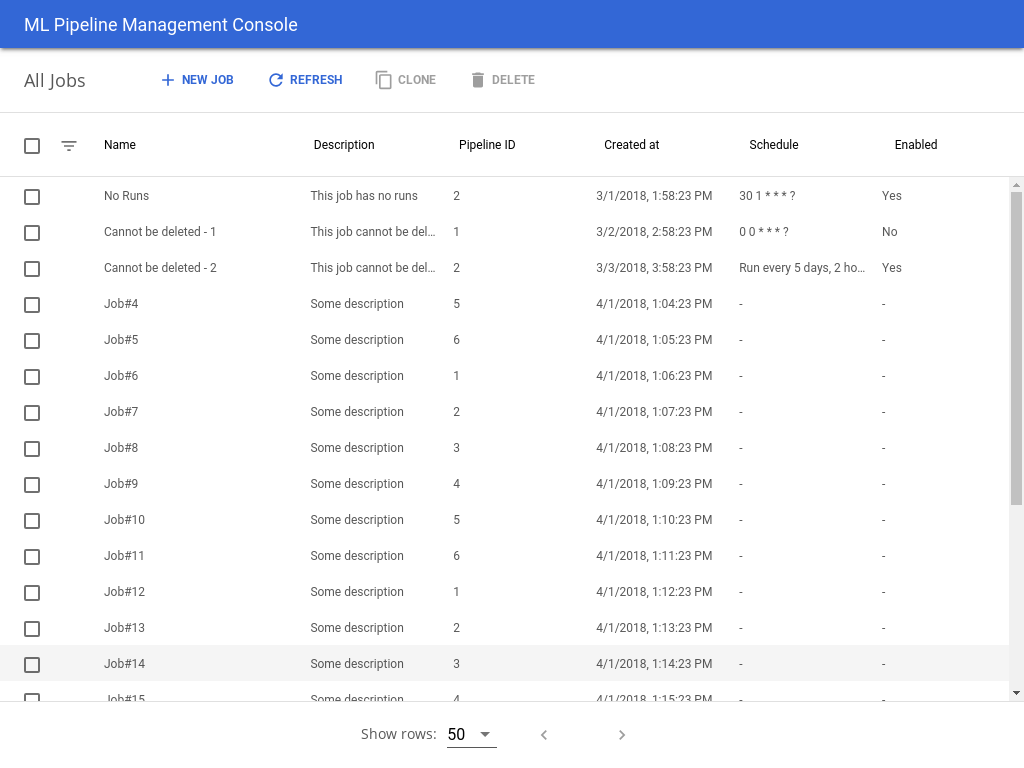 ML Pipeline Management Console
All Jobs NEW JOB REFRESH CLONE DELETE
Name Description Pipeline ID Created at Schedule Enabled
No Runs This job has no runs 2 3/1/2018, 1:58:23 PM 30 1 * * * ? Yes
Cannot be deleted - 1 This job cannot be del... 1 3/2/2018, 2:58:23 PM 0 0 * * * ? No
Cannot be deleted - 2 This job cannot be del... 2 3/3/2018, 3:58:23 PM Run every 5 days, 2 ho... Yes
Job#4 Some description 5 4/1/2018, 1:04:23 PM - -
Job#5 Some description 6 4/1/2018, 1:05:23 PM - -
Job#6 Some description 1 4/1/2018, 1:06:23 PM - -
Job#7 Some description 2 4/1/2018, 1:07:23 PM - -
Job#8 Some description 3 4/1/2018, 1:08:23 PM - -
Job#9 Some description 4 4/1/2018, 1:09:23 PM - -
Job#10 Some description 5 4/1/2018, 1:10:23 PM - -
Job#11 Some description 6 4/1/2018, 1:11:23 PM - -
Job#12 Some description 1 4/1/2018, 1:12:23 PM - -
Job#13 Some description 2 4/1/2018, 1:13:23 PM - -
Job#14 Some description 3 4/1/2018, 1:14:23 PM - -
Job#15 Some description 4 4/1/2018, 1:15:23 PM - -
Show rows: 50